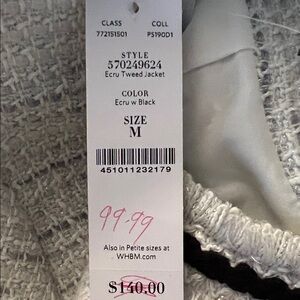 CLASS COLL
772151501 PS190D1
STYLE
570249624
Ecru Tweed Jacket
COLOR
Ecru w Black
SIZE
M
451011232179
99.99
Also in Petite sizes at
WHBM.com
$140.00